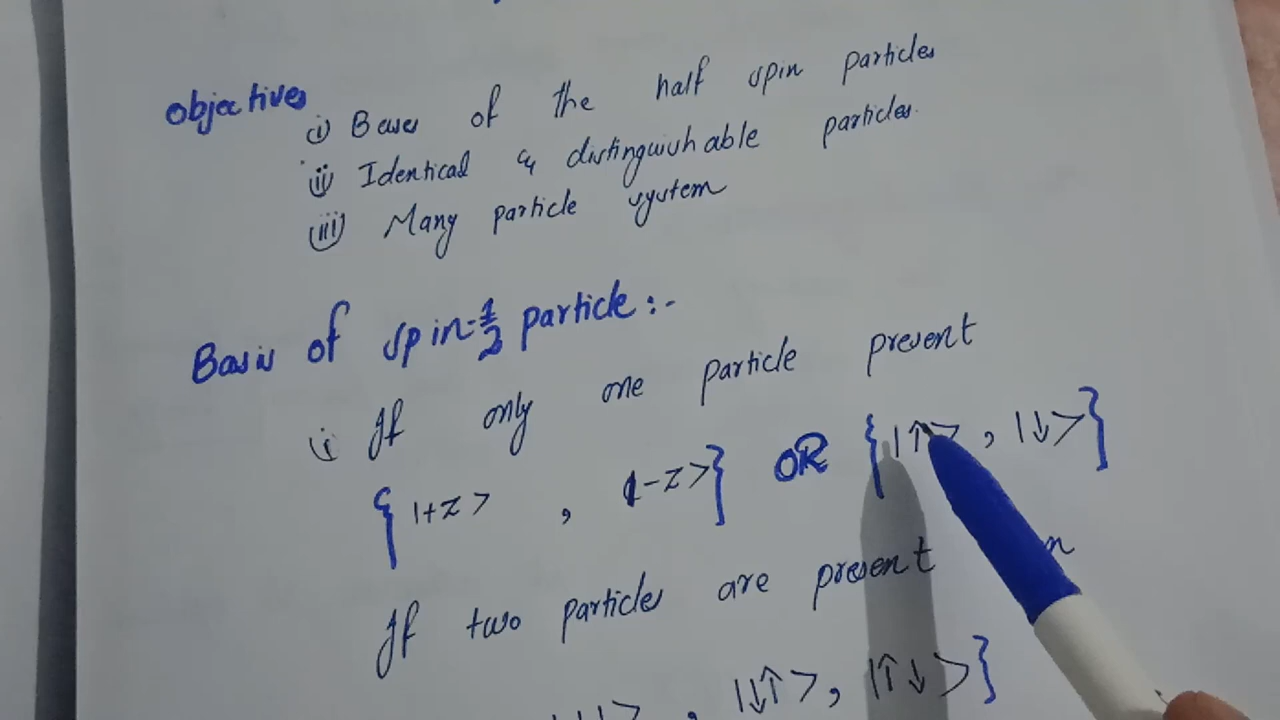 Objectives
i) Bases of the half spin particles
ii) Identical & distinguishable particles.
iii) Many particle system
Basis of spin-1/2 particle :-
i) If only one particle present
{ |+z> , |-z> } OR { |↑> , |↓> }
If two particles are present
|↓↑>, |↑↓> }